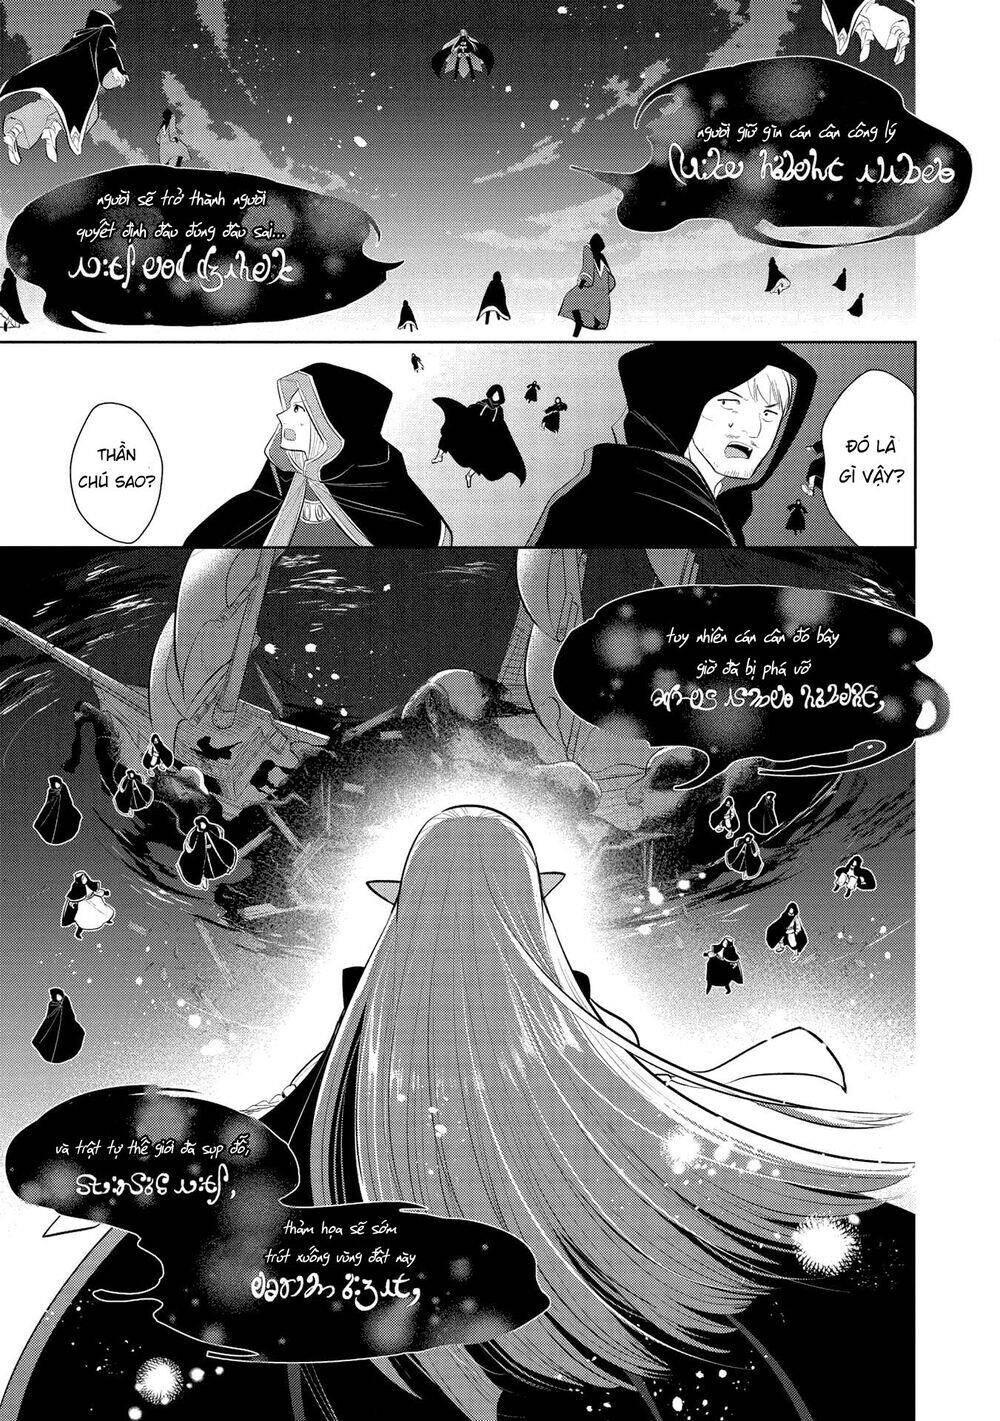 người giữ gìn cán cân công lý
người sẽ trở thành người
quyết định đâu đúng đâu sai...
ĐÓ LÀ
GÌ VẬY?
THẦN
CHÚ SAO?
tuy nhiên cán cân đó bây
giờ đã bị phá vỡ
và trật tự thế giới đã sụp đổ,
thảm họa sẽ sớm
trút xuống vùng đất này